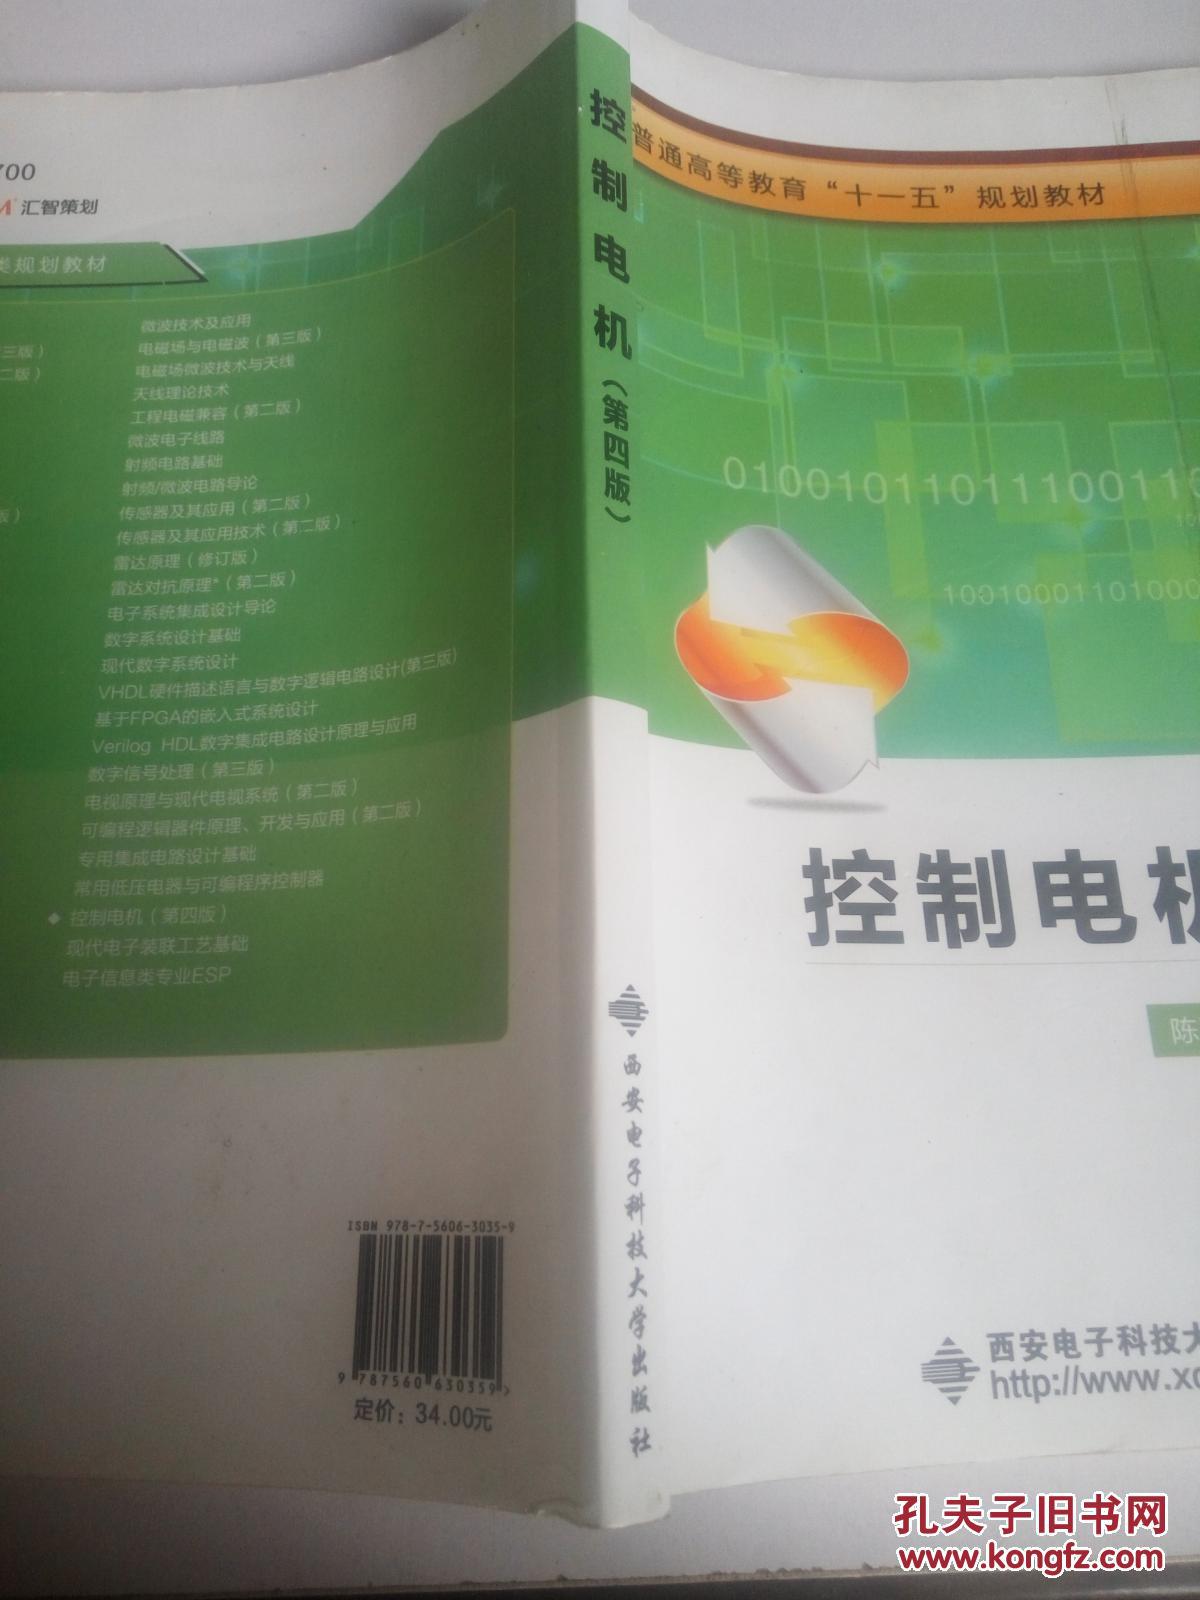 700
汇智策划
类规划教材
三版）
二版）
版）
微波技术及应用
电磁场与电磁波（第三版）
电磁场微波技术与天线
天线理论技术
工程电磁兼容（第二版）
微波电子线路
射频电路基础
射频/微波电路导论
传感器及其应用（第二版）
传感器及其应用技术（第二版）
雷达原理（修订版）
雷达对抗原理*（第二版）
电子系统集成设计导论
数字系统设计基础
现代数字系统设计
VHDL硬件描述语言与数字逻辑电路设计(第三版)
基于FPGA的嵌入式系统设计
Verilog HDL数字集成电路设计原理与应用
数字信号处理（第三版）
电视原理与现代电视系统（第二版）
可编程逻辑器件原理、开发与应用（第二版）
专用集成电路设计基础
常用低压电器与可编程序控制器
◆ 控制电机（第四版）
现代电子装联工艺基础
电子信息类专业ESP
ISBN 978-7-5606-3035-9
9 787560 630359>
定价：34.00元
控制电机（第四版）
西安电子科技大学出版社
普通高等教育“十一五”规划教材
010010110111100110
10
100100011010000
控制电机
陈
西安电子科技大
http://www.xd
孔夫子旧书网
www.kongfz.com